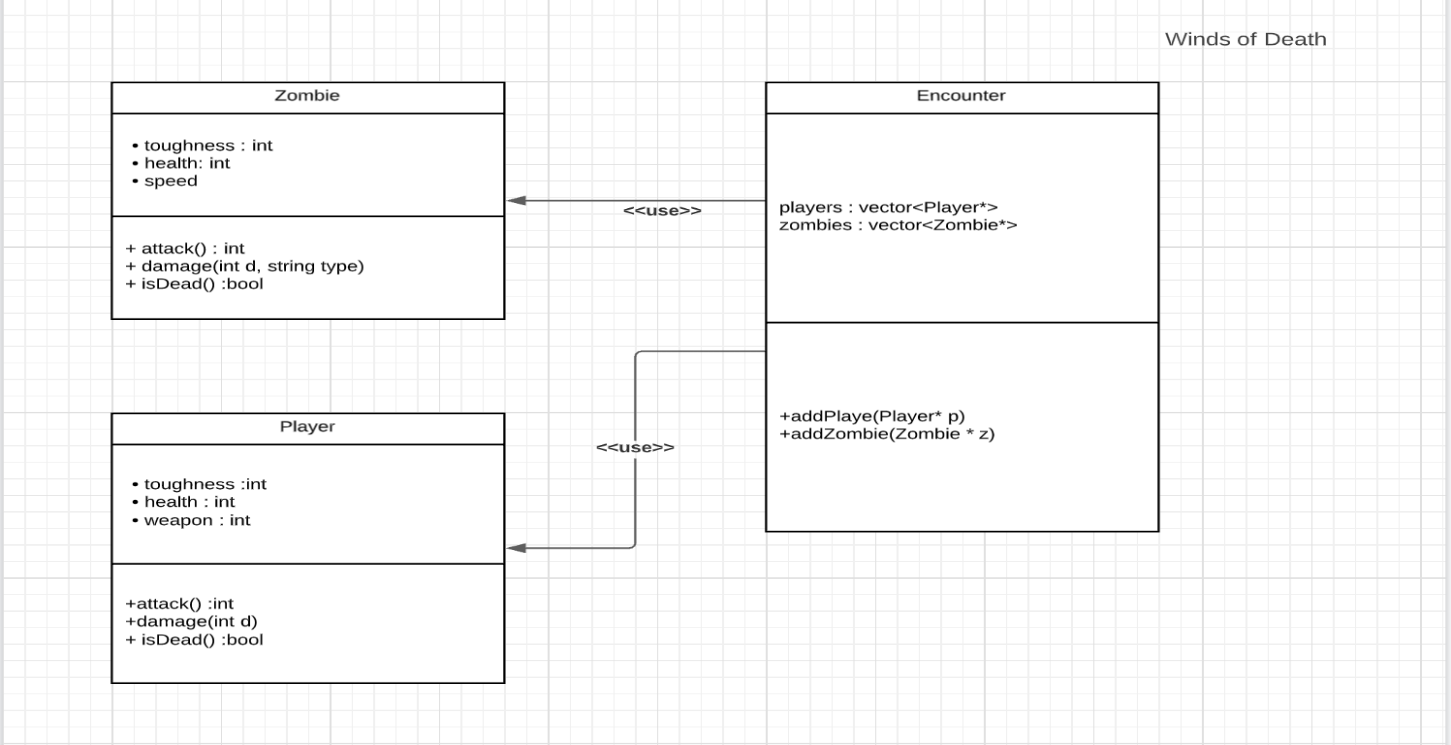 Winds of Death
Zombie
• toughness : int
• health: int
• speed
+ attack() : int
+ damage(int d, string type)
+ isDead() :bool
<<use>>
Encounter
players : vector<Player*>
zombies : vector<Zombie*>
+addPlaye(Player* p)
+addZombie(Zombie * z)
<<use>>
Player
• toughness :int
• health : int
• weapon : int
+attack() :int
+damage(int d)
+ isDead() :bool